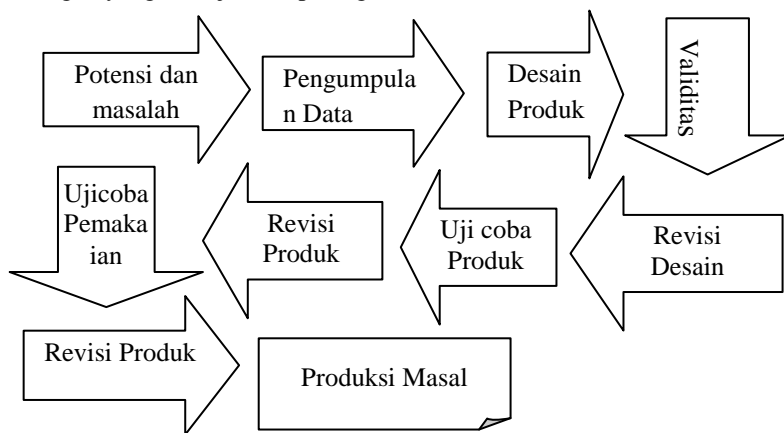 Potensi dan
masalah
Pengumpula
n Data
Desain
Produk
Validitas
Revisi
Desain
Uji coba
Produk
Revisi
Produk
Ujicoba
Pemaka
ian
Revisi Produk
Produksi Masal